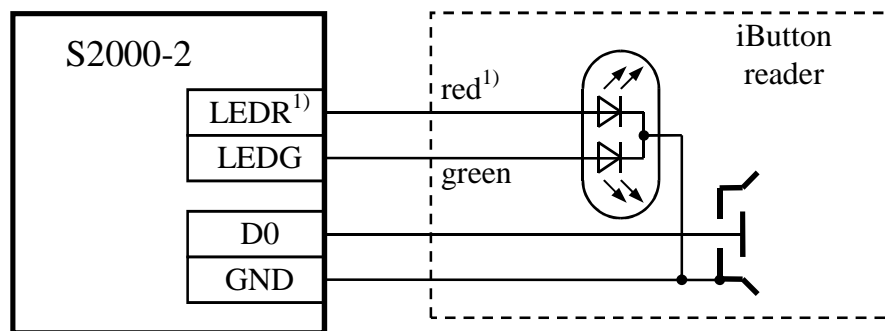 S2000-2
iButton
reader
LEDR¹⁾
red¹⁾
LEDG
green
D0
GND